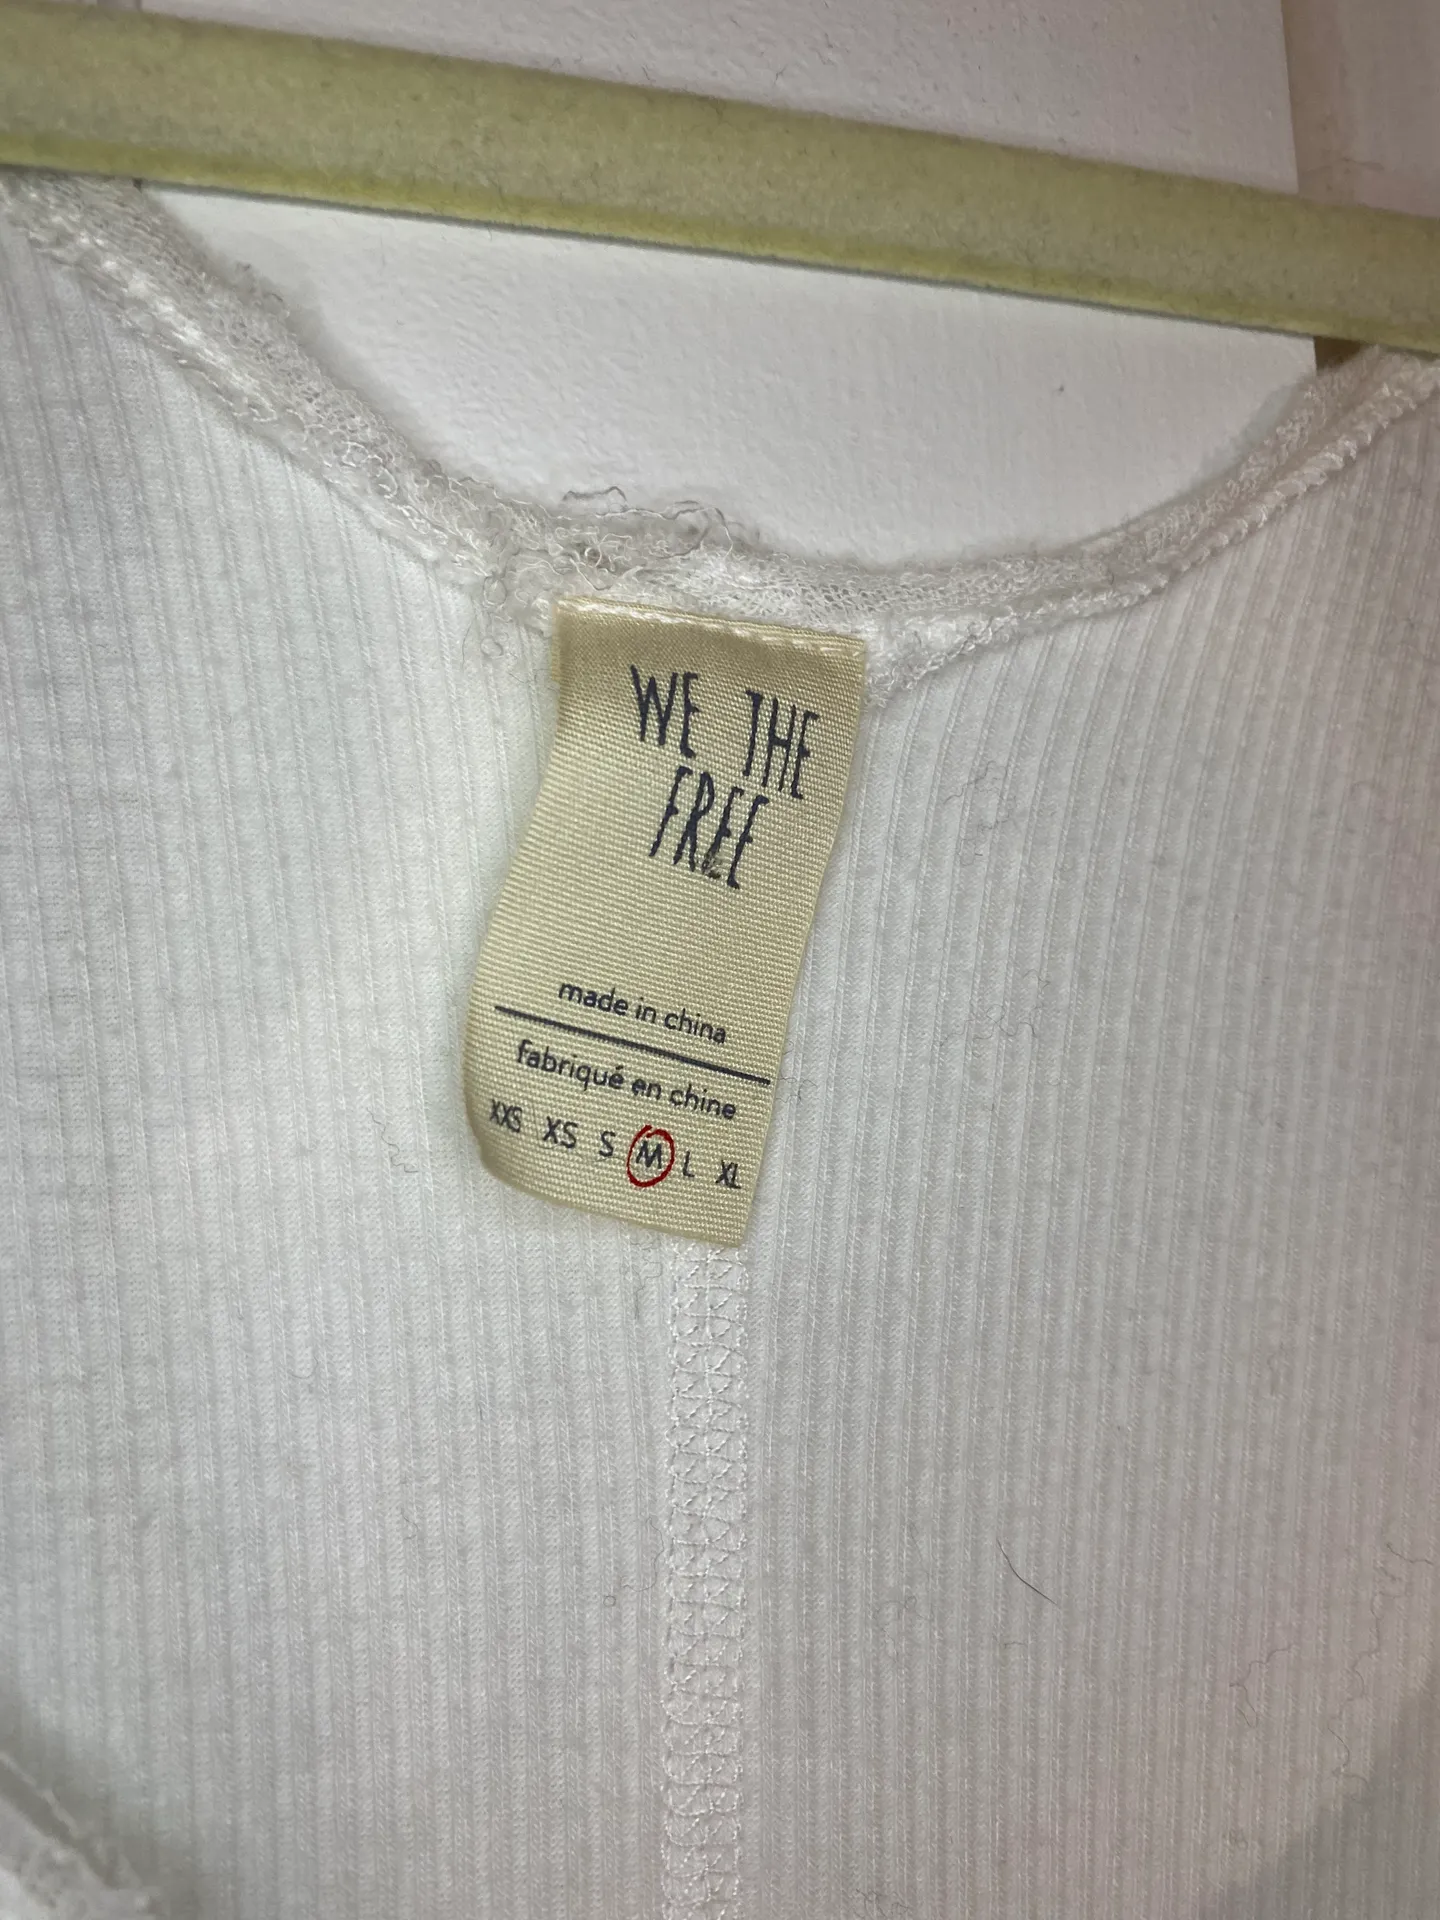 WE THE
FREE
made in china
fabriqué en chine
XXS XS S M L XL